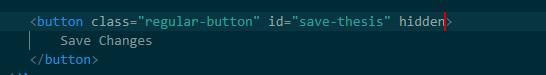 <button class="regular-button" id="save-thesis" hidden>
Save Changes
</button>